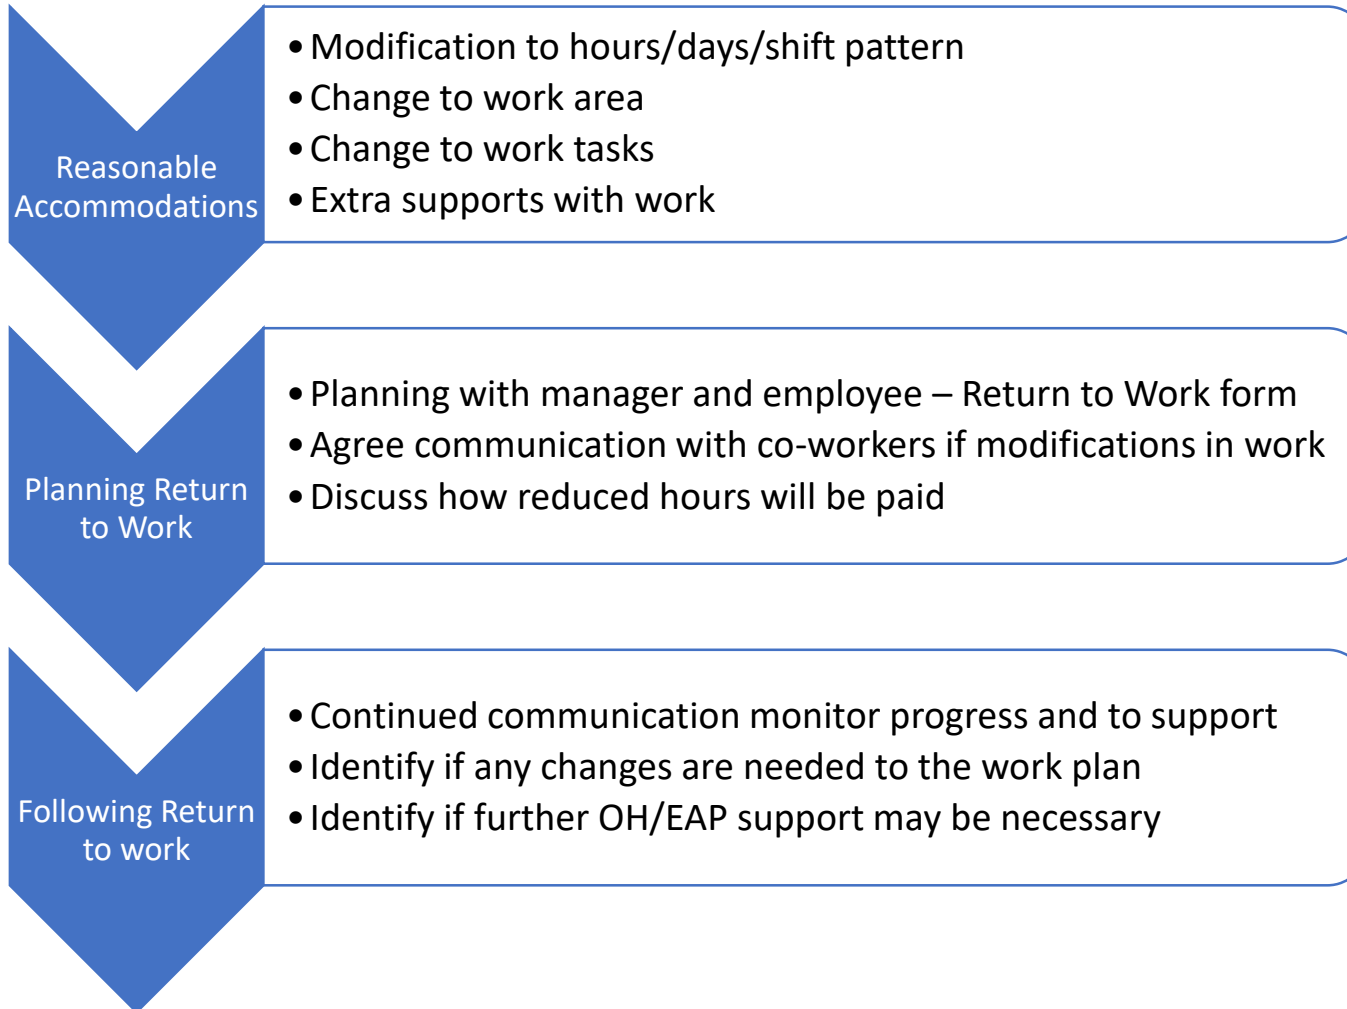 Reasonable
Accommodations
• Modification to hours/days/shift pattern
• Change to work area
• Change to work tasks
• Extra supports with work
Planning Return
to Work
• Planning with manager and employee – Return to Work form
• Agree communication with co-workers if modifications in work
• Discuss how reduced hours will be paid
Following Return
to work
• Continued communication monitor progress and to support
• Identify if any changes are needed to the work plan
• Identify if further OH/EAP support may be necessary